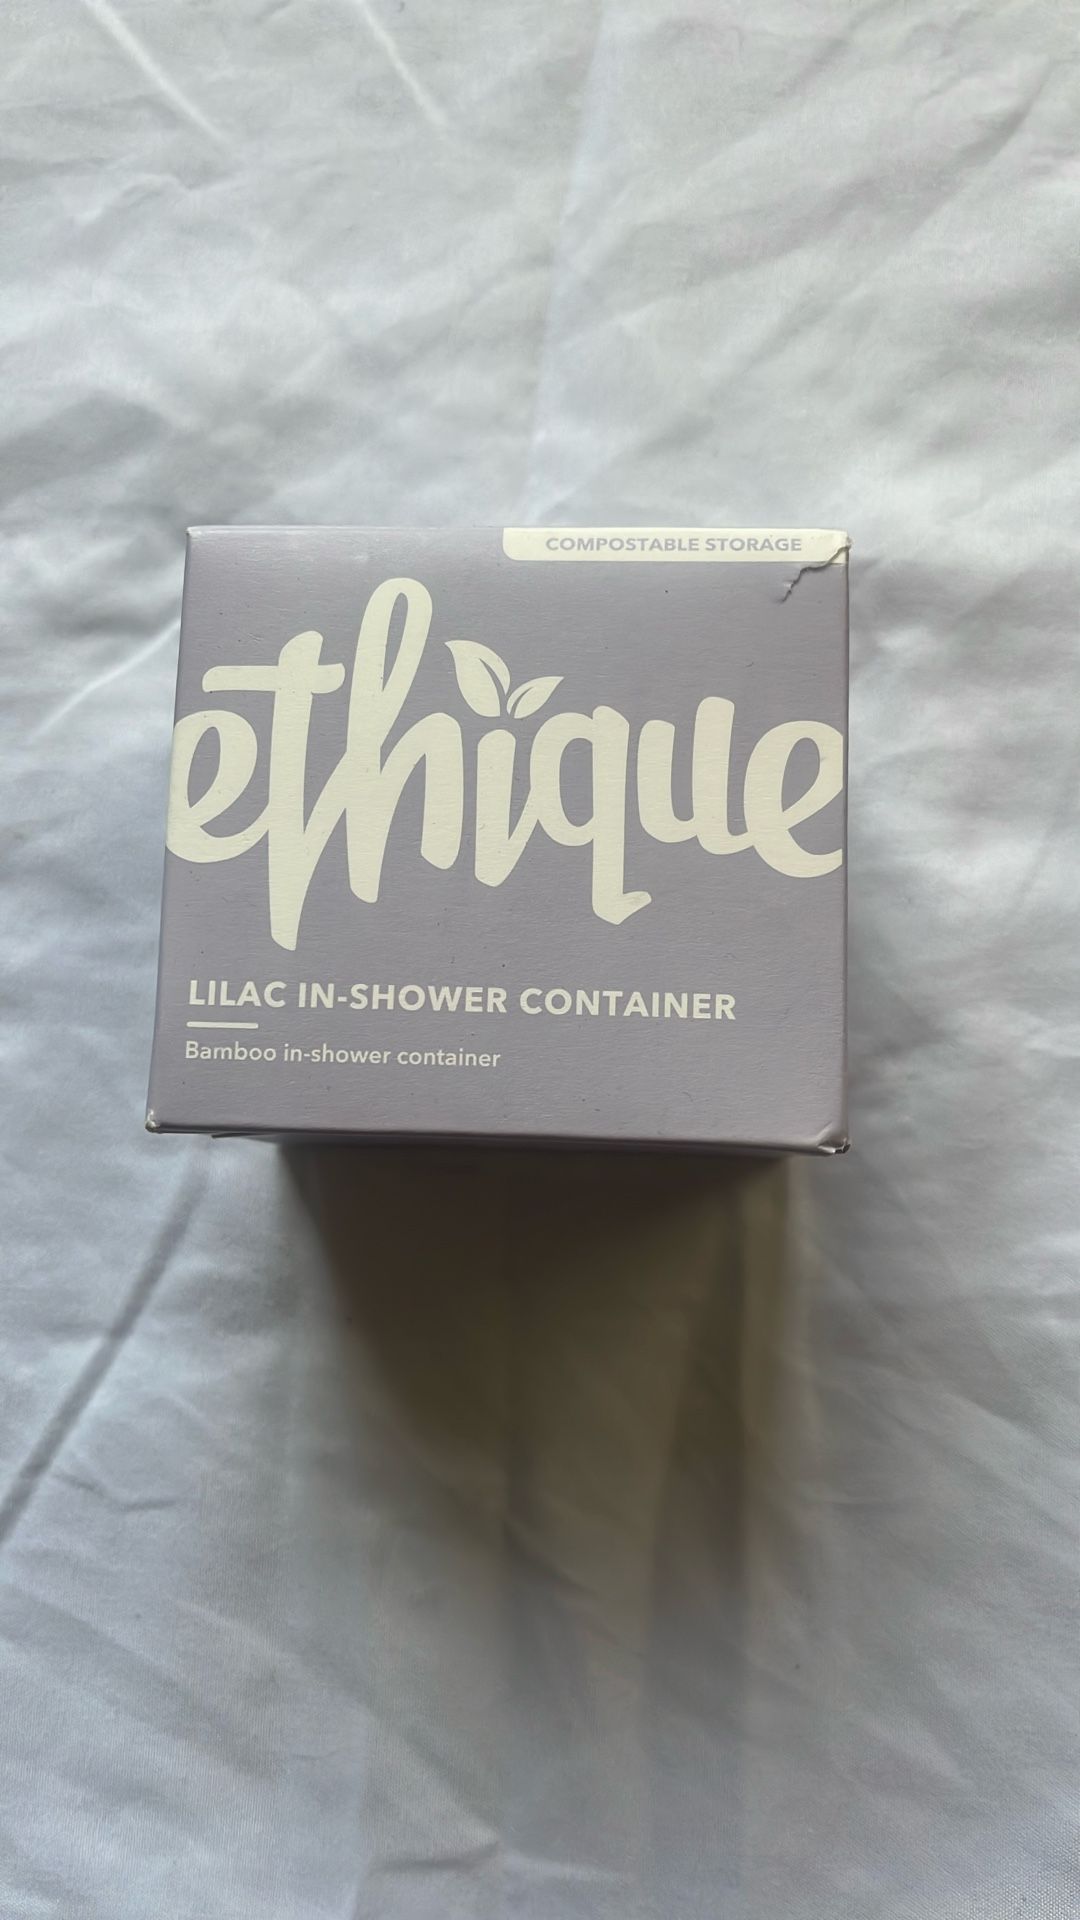 COMPOSTABLE STORAGE
ethique
LILAC IN-SHOWER CONTAINER
Bamboo in-shower container